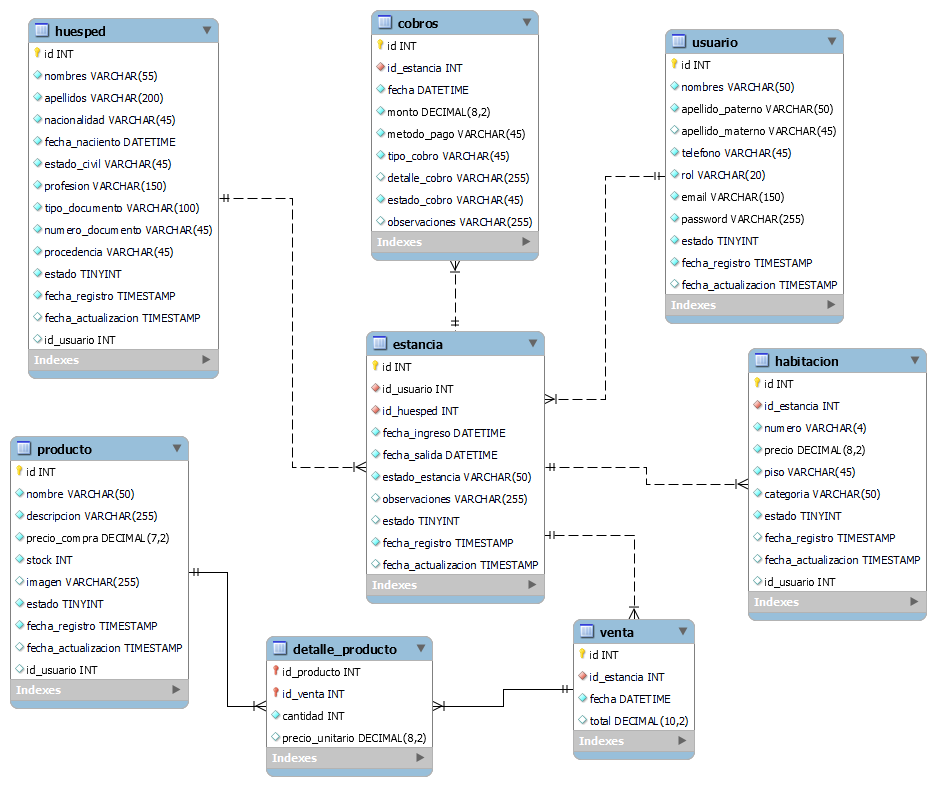 huesped
id INT
nombres VARCHAR(55)
apellidos VARCHAR(200)
nacionalidad VARCHAR(45)
fecha_naciiento DATETIME
estado_civil VARCHAR(45)
profesion VARCHAR(150)
tipo_documento VARCHAR(100)
numero_documento VARCHAR(45)
procedencia VARCHAR(45)
estado TINYINT
fecha_registro TIMESTAMP
fecha_actualizacion TIMESTAMP
id_usuario INT
Indexes
cobros
id INT
id_estancia INT
fecha DATETIME
monto DECIMAL(8,2)
metodo_pago VARCHAR(45)
tipo_cobro VARCHAR(45)
detalle_cobro VARCHAR(255)
estado_cobro VARCHAR(45)
observaciones VARCHAR(255)
Indexes
usuario
id INT
nombres VARCHAR(50)
apellido_paterno VARCHAR(50)
apellido_materno VARCHAR(45)
telefono VARCHAR(45)
rol VARCHAR(20)
email VARCHAR(150)
password VARCHAR(255)
estado TINYINT
fecha_registro TIMESTAMP
fecha_actualizacion TIMESTAMP
Indexes
estancia
id INT
id_usuario INT
id_huesped INT
fecha_ingreso DATETIME
fecha_salida DATETIME
estado_estancia VARCHAR(50)
observaciones VARCHAR(255)
estado TINYINT
fecha_registro TIMESTAMP
fecha_actualizacion TIMESTAMP
Indexes
habitacion
id INT
id_estancia INT
numero VARCHAR(4)
precio DECIMAL(8,2)
piso VARCHAR(45)
categoria VARCHAR(50)
estado TINYINT
fecha_registro TIMESTAMP
fecha_actualizacion TIMESTAMP
id_usuario INT
Indexes
producto
id INT
nombre VARCHAR(50)
descripcion VARCHAR(255)
precio_compra DECIMAL(7,2)
stock INT
imagen VARCHAR(255)
estado TINYINT
fecha_registro TIMESTAMP
fecha_actualizacion TIMESTAMP
id_usuario INT
Indexes
detalle_producto
id_producto INT
id_venta INT
cantidad INT
precio_unitario DECIMAL(8,2)
Indexes
venta
id INT
id_estancia INT
fecha DATETIME
total DECIMAL(10,2)
Indexes